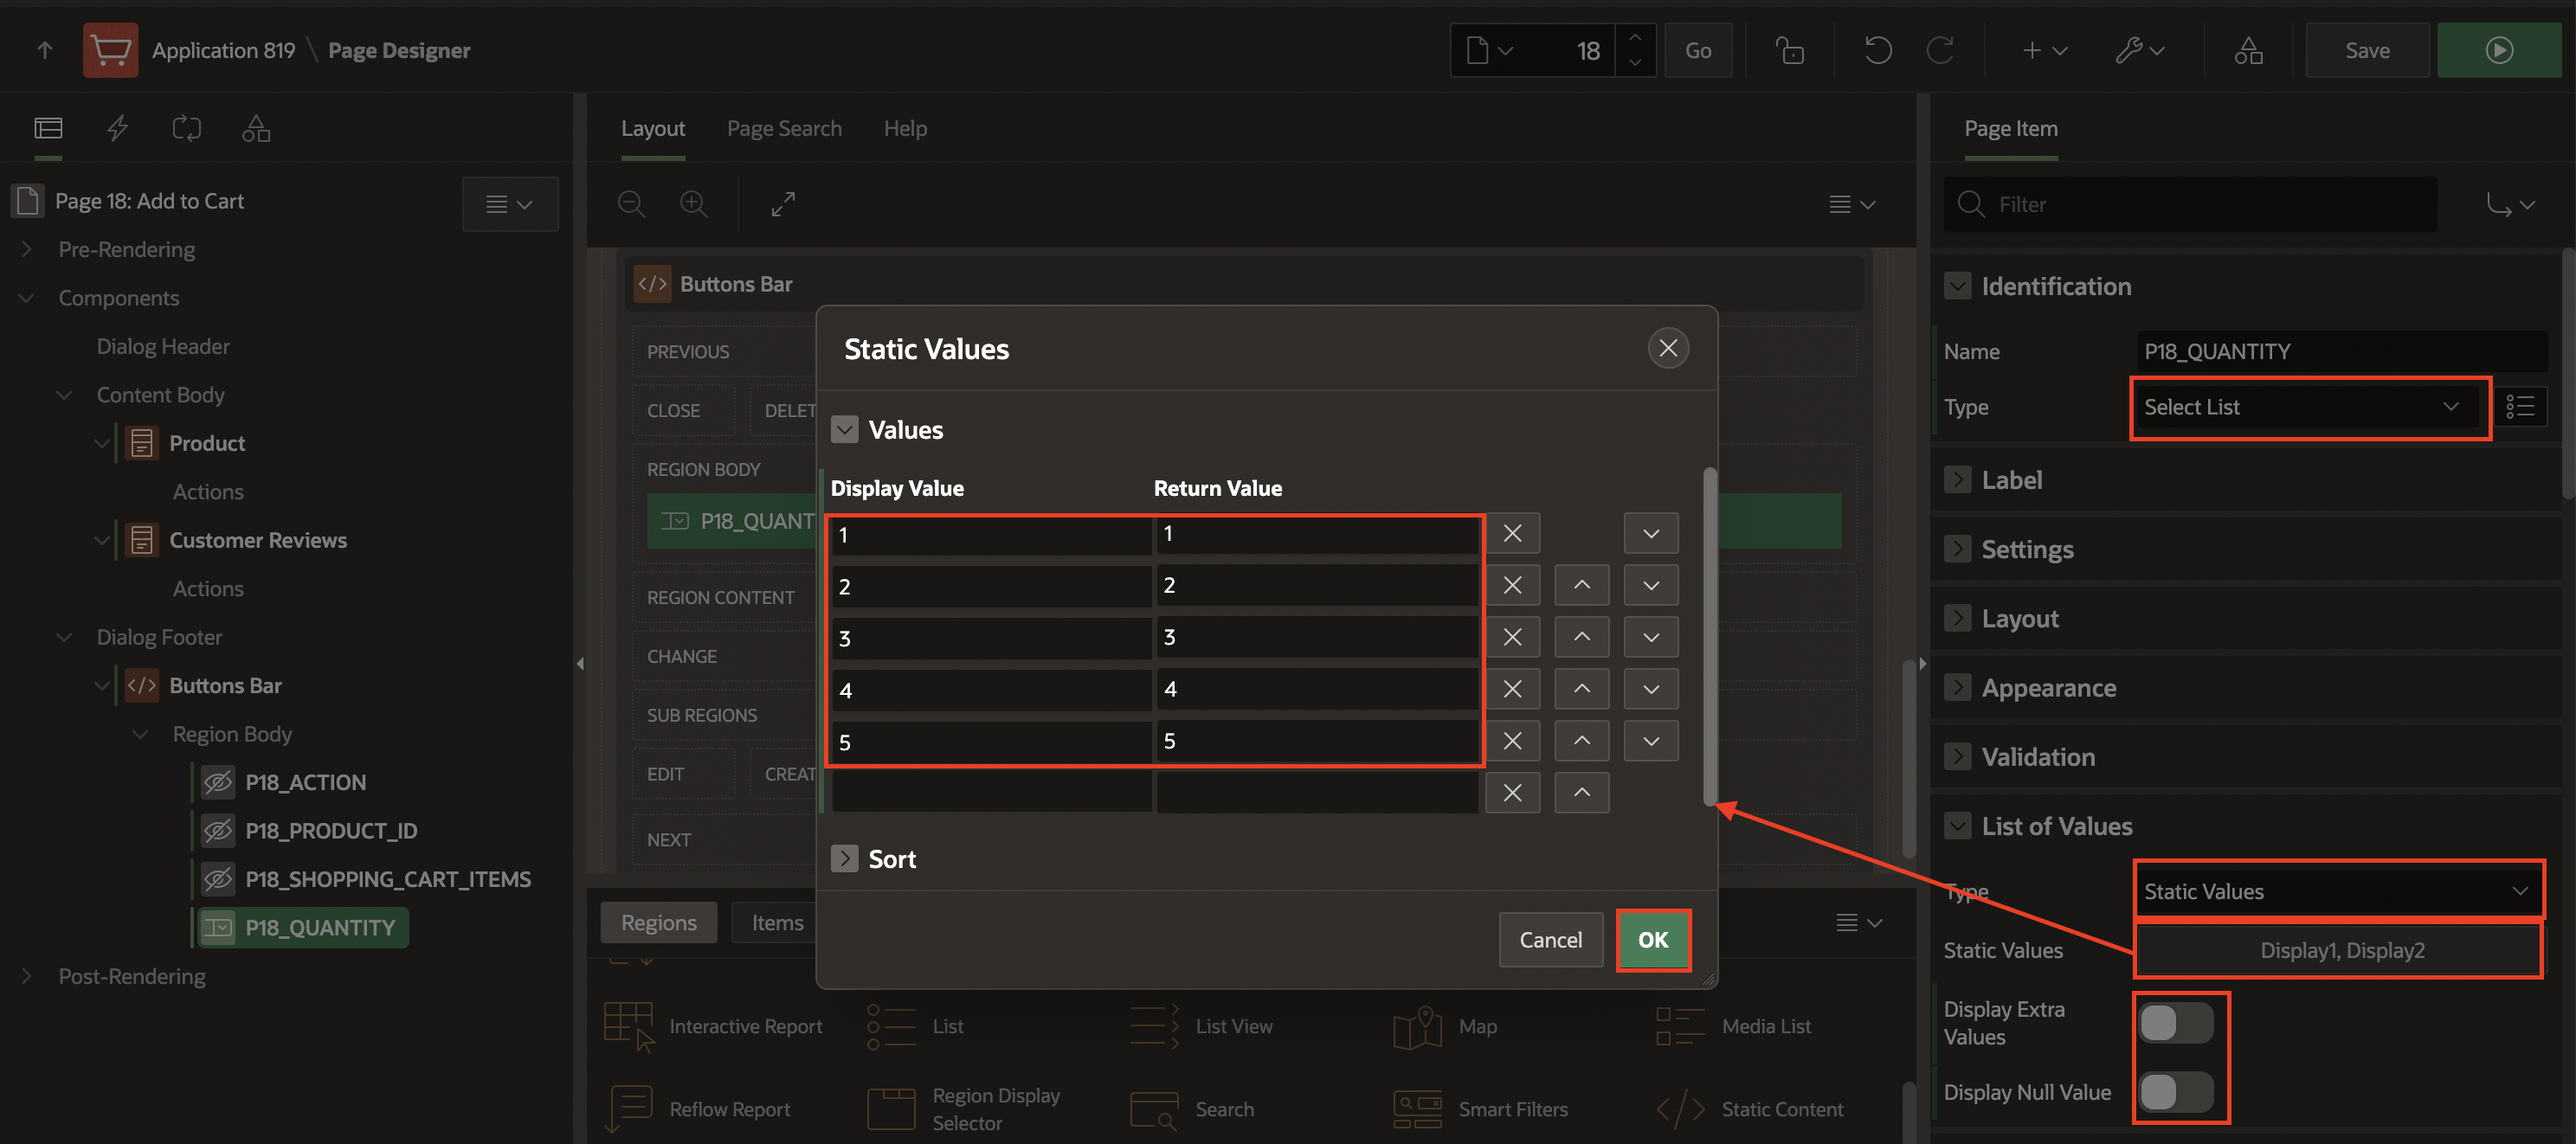 Application 819 \ Page Designer
18
Go
Save
Layout
Page Search
Help
Page Item
Page 18: Add to Cart
Pre-Rendering
Components
Dialog Header
Content Body
Product
Actions
Customer Reviews
Actions
Dialog Footer
Buttons Bar
Region Body
P18_ACTION
P18_PRODUCT_ID
P18_SHOPPING_CART_ITEMS
P18_QUANTITY
Post-Rendering
Buttons Bar
PREVIOUS
CLOSE
DELET
REGION BODY
P18_QUANT
REGION CONTENT
CHANGE
SUB REGIONS
EDIT
CREAT
NEXT
Static Values
Values
Display Value
Return Value
1
1
2
2
3
3
4
4
5
5
Sort
Cancel
OK
Regions
Items
Interactive Report
List
List View
Map
Media List
Reflow Report
Region Display
Selector
Search
Smart Filters
Static Content
Filter
Identification
Name
P18_QUANTITY
Type
Select List
Label
Settings
Layout
Appearance
Validation
List of Values
Type
Static Values
Static Values
Display1, Display2
Display Extra
Values
Display Null Value